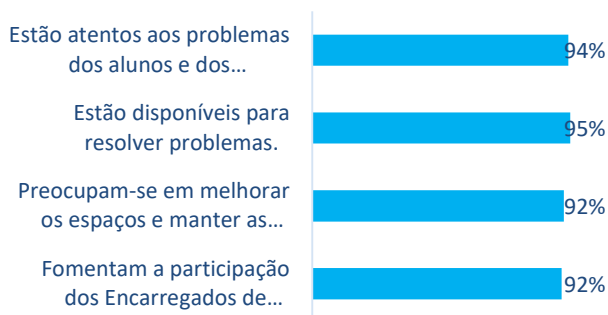 Estão atentos aos problemas
dos alunos e dos...
94%
Estão disponíveis para
resolver problemas.
95%
Preocupam-se em melhorar
os espaços e manter as...
92%
Fomentam a participação
dos Encarregados de...
92%